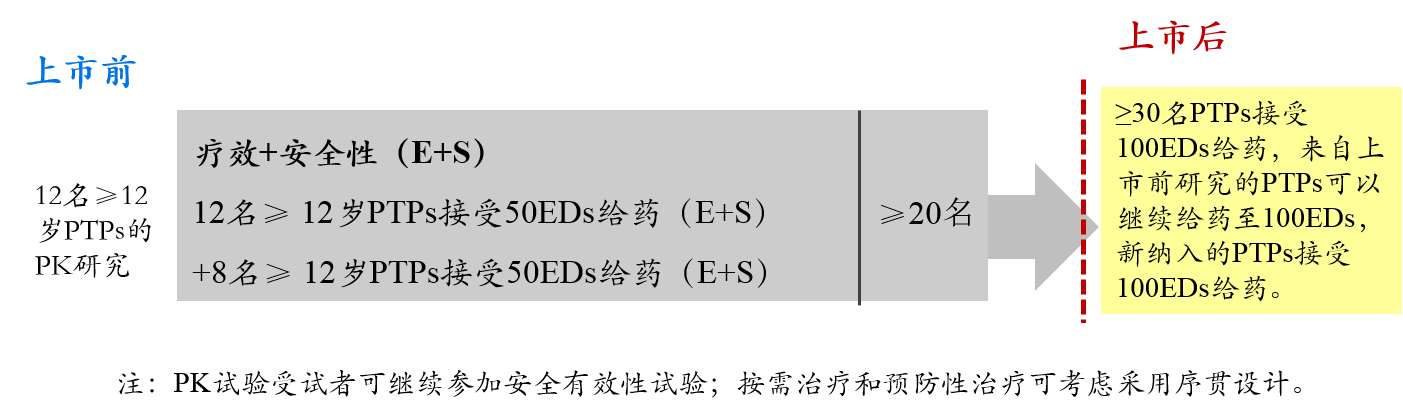 上市前
上市后
12名≥12
岁PTPs的
PK研究
疗效+安全性（E+S）
12名≥ 12岁PTPs接受50EDs给药（E+S）
+8名≥ 12岁PTPs接受50EDs给药（E+S）
≥20名
≥30名PTPs接受
100EDs给药，来自上
市前研究的PTPs可以
继续给药至100EDs，
新纳入的PTPs接受
100EDs给药。
注：PK试验受试者可继续参加安全有效性试验；按需治疗和预防性治疗可考虑采用序贯设计。